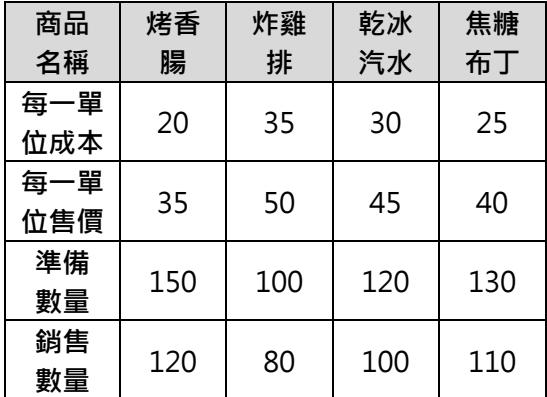 商品名稱 烤香腸 炸雞排 乾冰汽水 焦糖布丁
每一單位成本 20 35 30 25
每一單位售價 35 50 45 40
準備數量 150 100 120 130
銷售數量 120 80 100 110